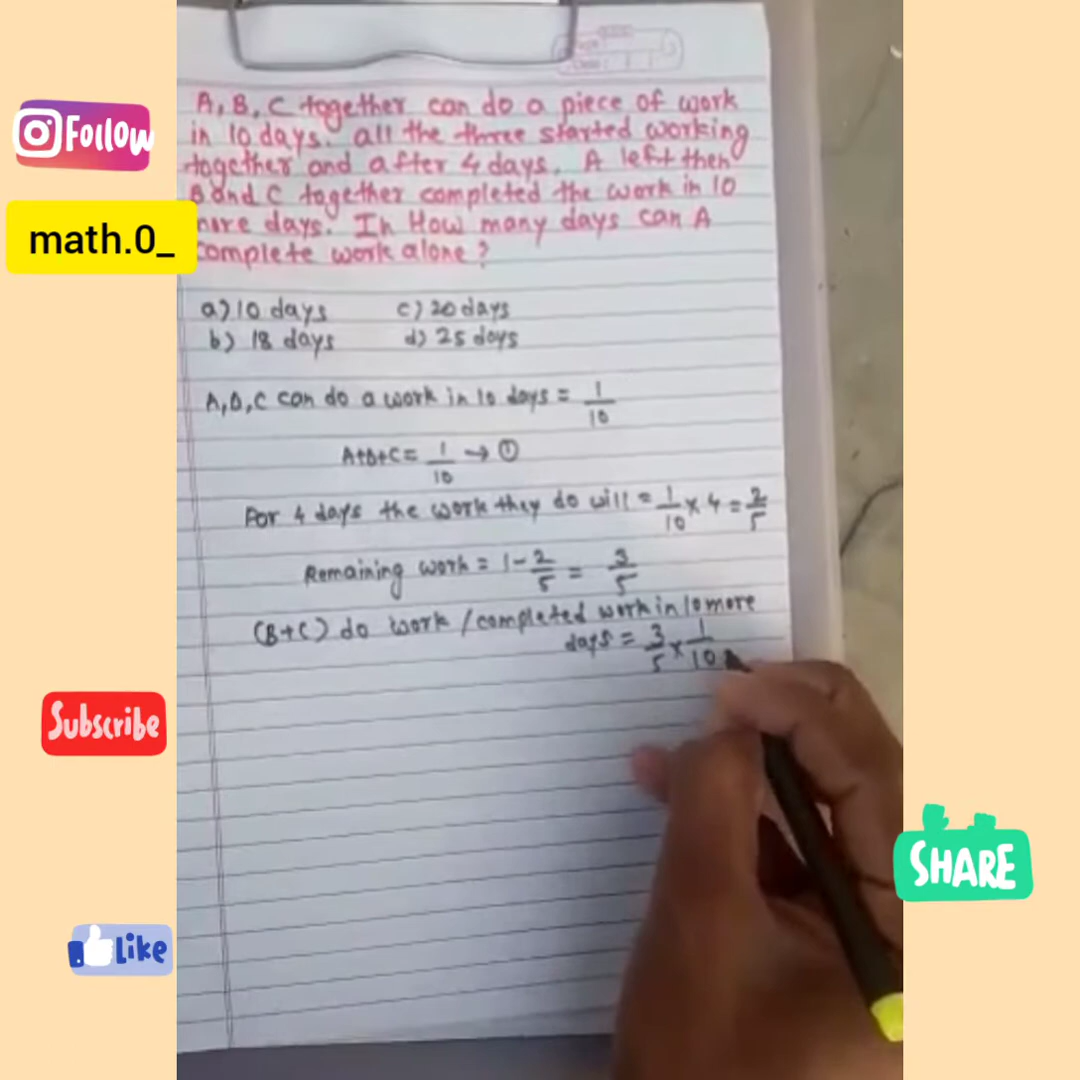 A, B, C together can do a piece of work
in 10 days. all the three started working
together and after 4 days. A left then
B and C together completed the work in 10
more days. In How many days can A
complete work alone?
a) 10 days c) 20 days
b) 18 days d) 25 days
A,B,C can do a work in 10 days = 1/10
A+B+C = 1/10 → ①
For 4 days the work they do will = 1/10 × 4 = 2/5
Remaining work = 1 - 2/5 = 3/5
(B+C) do work / completed work in 10 more
days = 3/5 × 1/10
Follow
math.0_
Subscribe
Like
SHARE